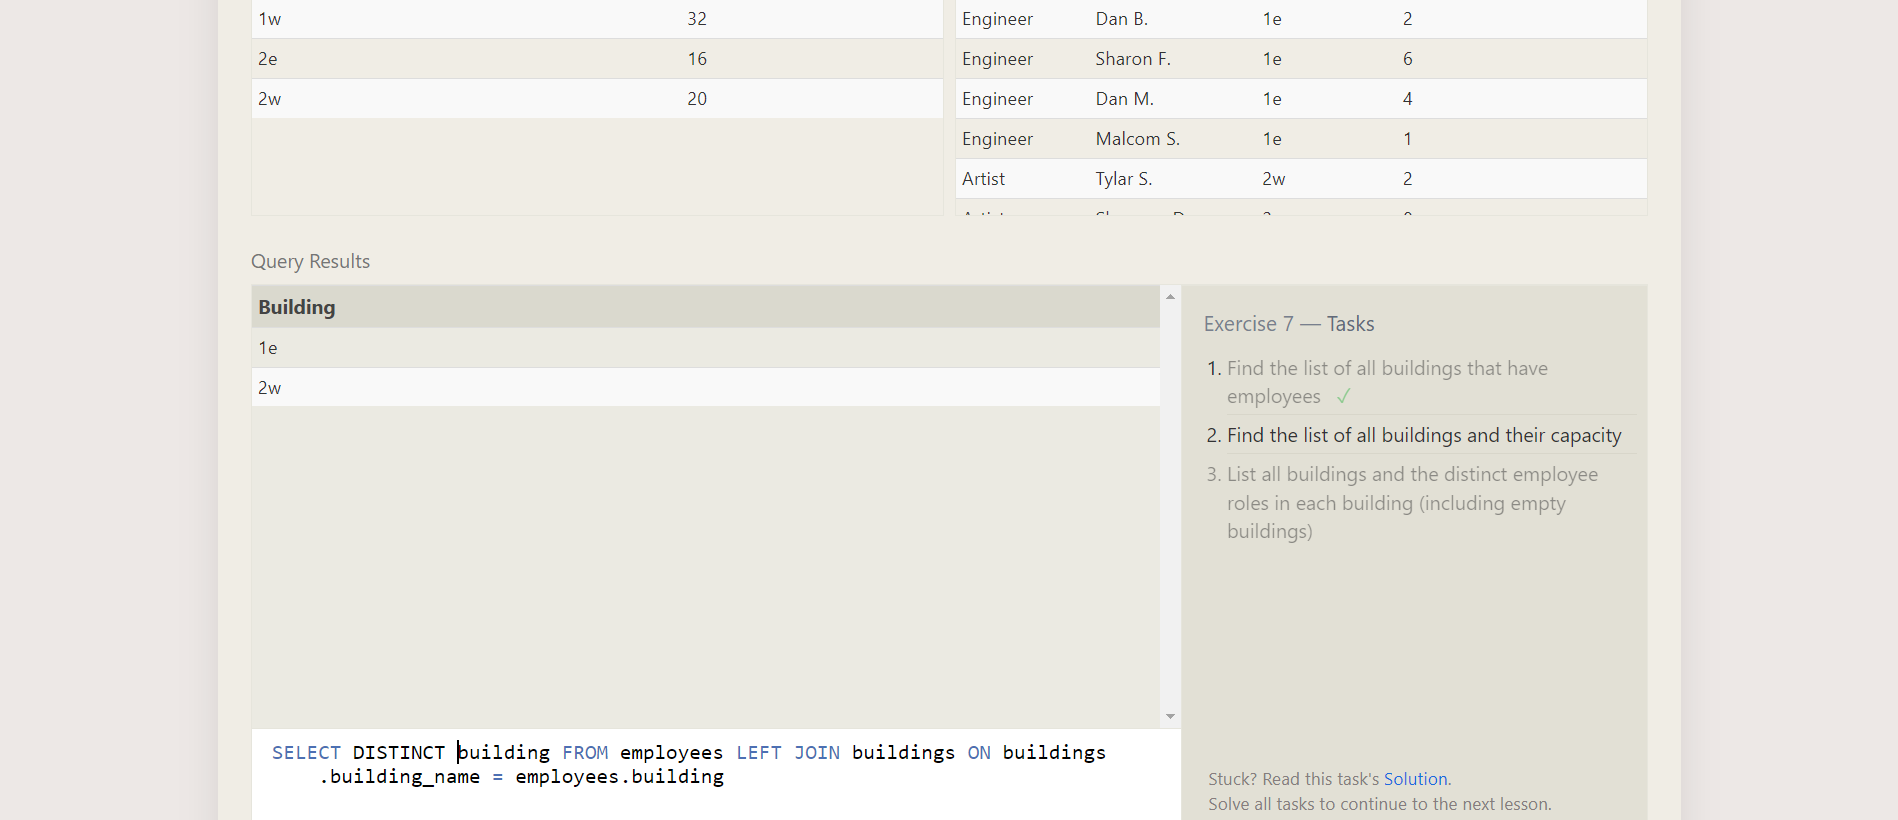 1w 32
2e 16
2w 20
Engineer Dan B. 1e 2
Engineer Sharon F. 1e 6
Engineer Dan M. 1e 4
Engineer Malcom S. 1e 1
Artist Tylar S. 2w 2
Query Results
Building
1e
2w
Exercise 7 — Tasks
1. Find the list of all buildings that have
employees ✓
2. Find the list of all buildings and their capacity
3. List all buildings and the distinct employee
roles in each building (including empty
buildings)
SELECT DISTINCT building FROM employees LEFT JOIN buildings ON buildings
.building_name = employees.building
Stuck? Read this task's Solution.
Solve all tasks to continue to the next lesson.